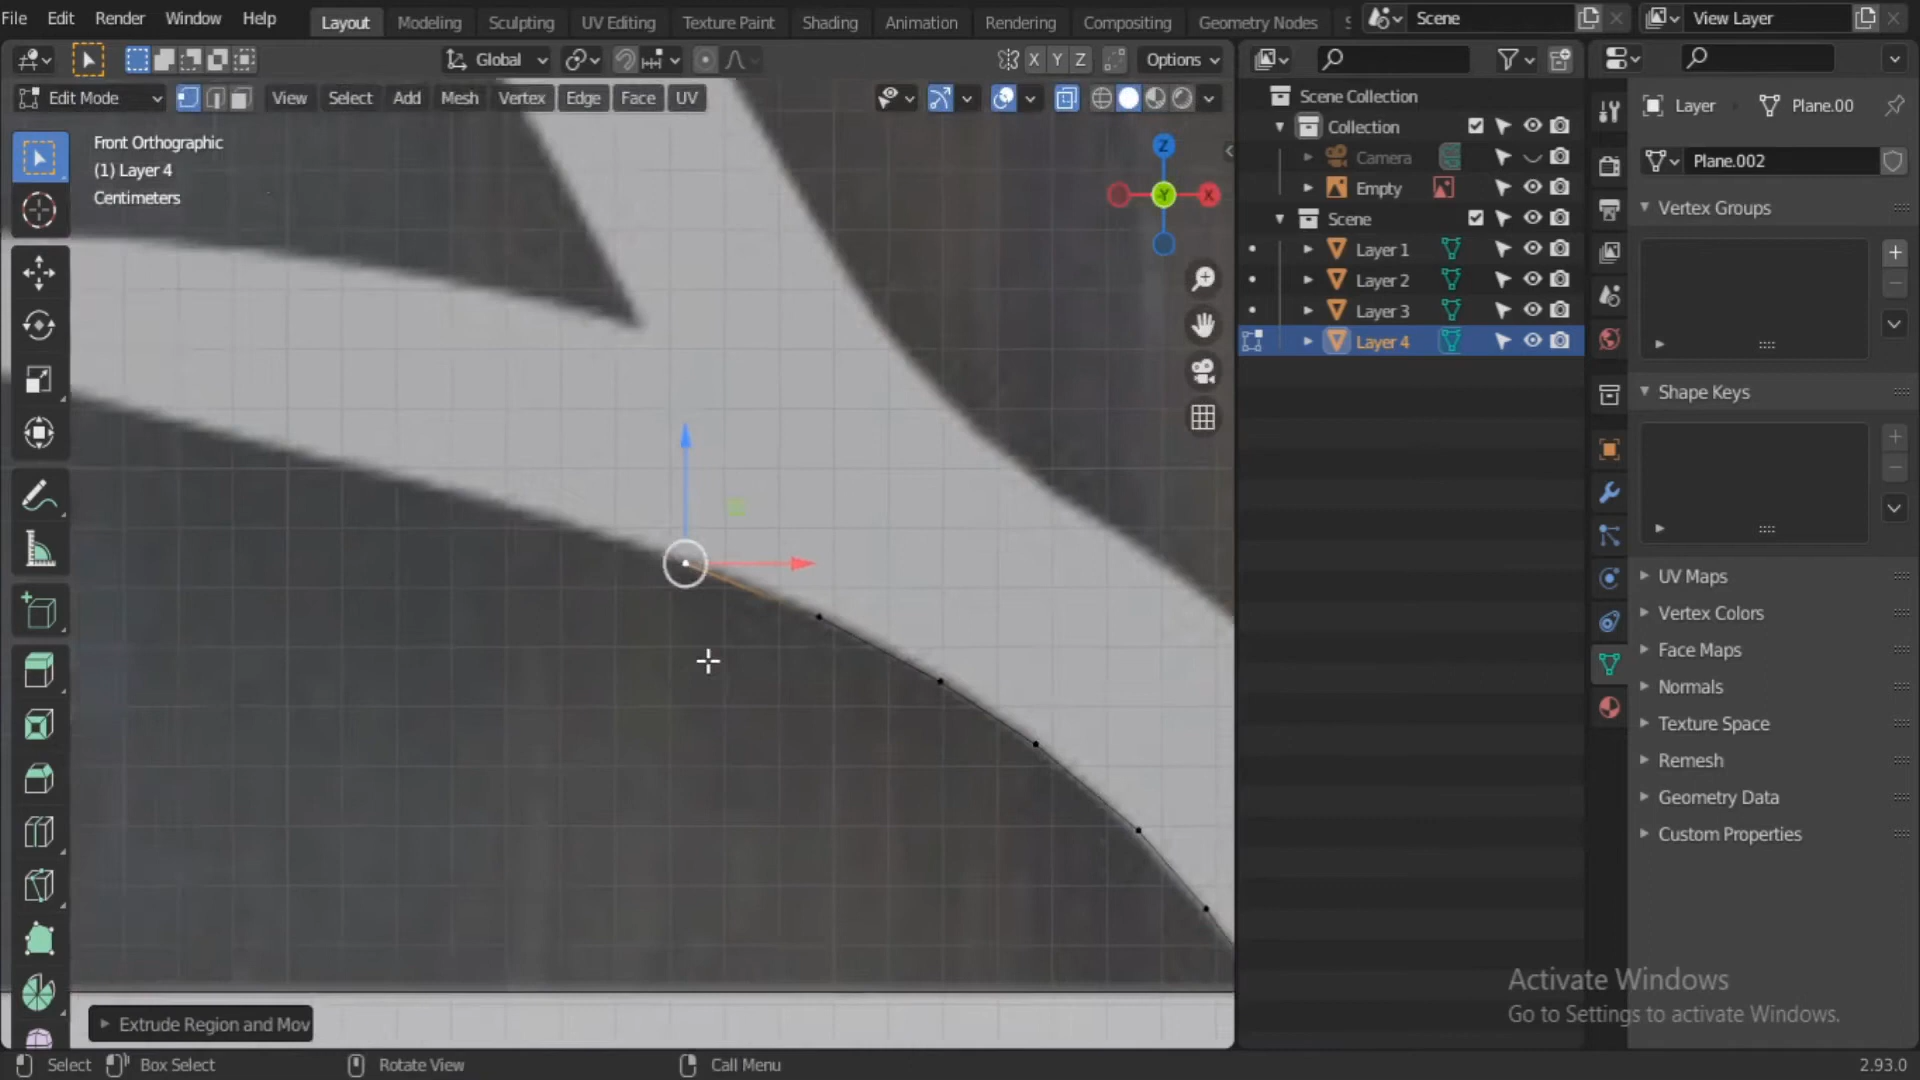 File Edit Render Window Help Layout Modeling Sculpting UV Editing Texture Paint Shading Animation Rendering Compositing Geometry Nodes Scene View Layer
Global X Y Z Options
Edit Mode View Select Add Mesh Vertex Edge Face UV
Front Orthographic
(1) Layer 4
Centimeters
Z
Y
X
Extrude Region and Mov
Scene Collection
Collection
Camera
Empty
Scene
Layer 1
Layer 2
Layer 3
Layer 4
Layer Plane.00
Plane.002
Vertex Groups
Shape Keys
UV Maps
Vertex Colors
Face Maps
Normals
Texture Space
Remesh
Geometry Data
Custom Properties
Activate Windows
Go to Settings to activate Windows.
Select Box Select Rotate View Call Menu 2.93.0